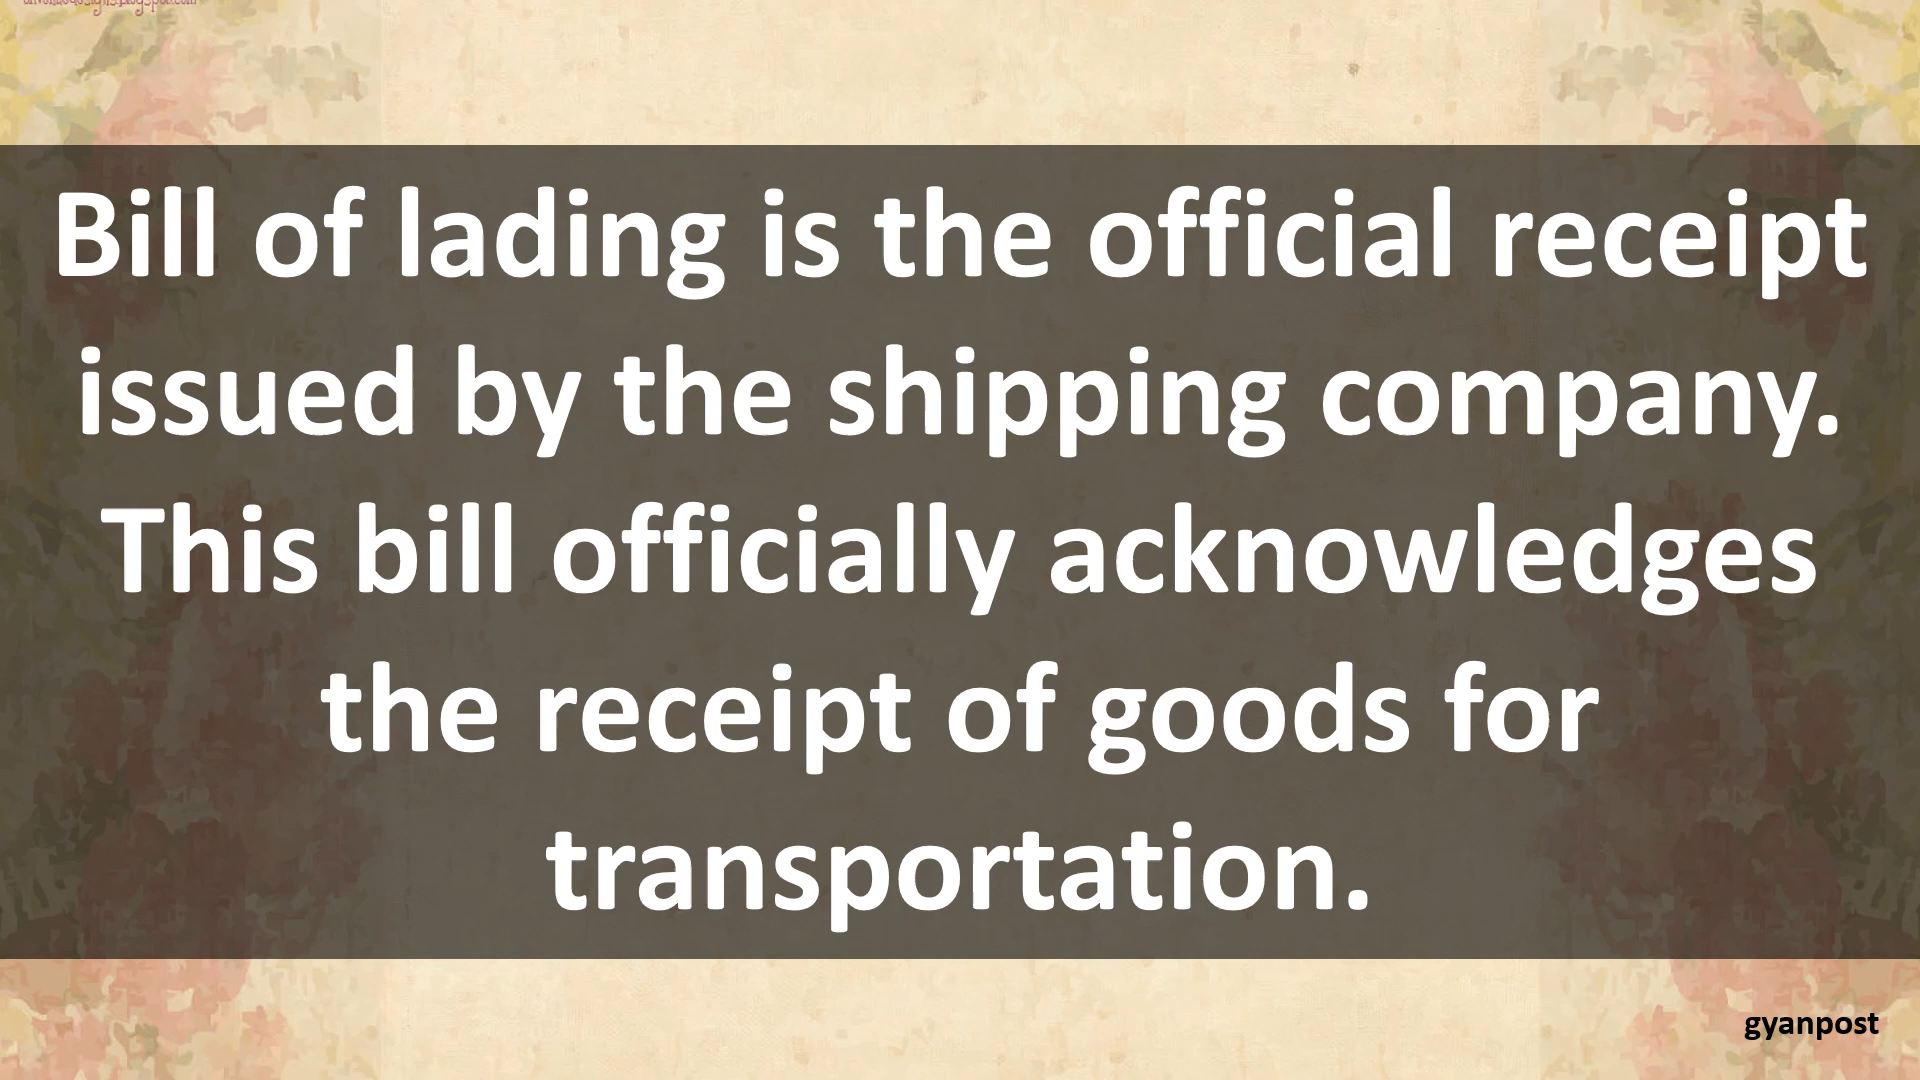 Bill of lading is the official receipt
issued by the shipping company.
This bill officially acknowledges
the receipt of goods for
transportation.
gyanpost